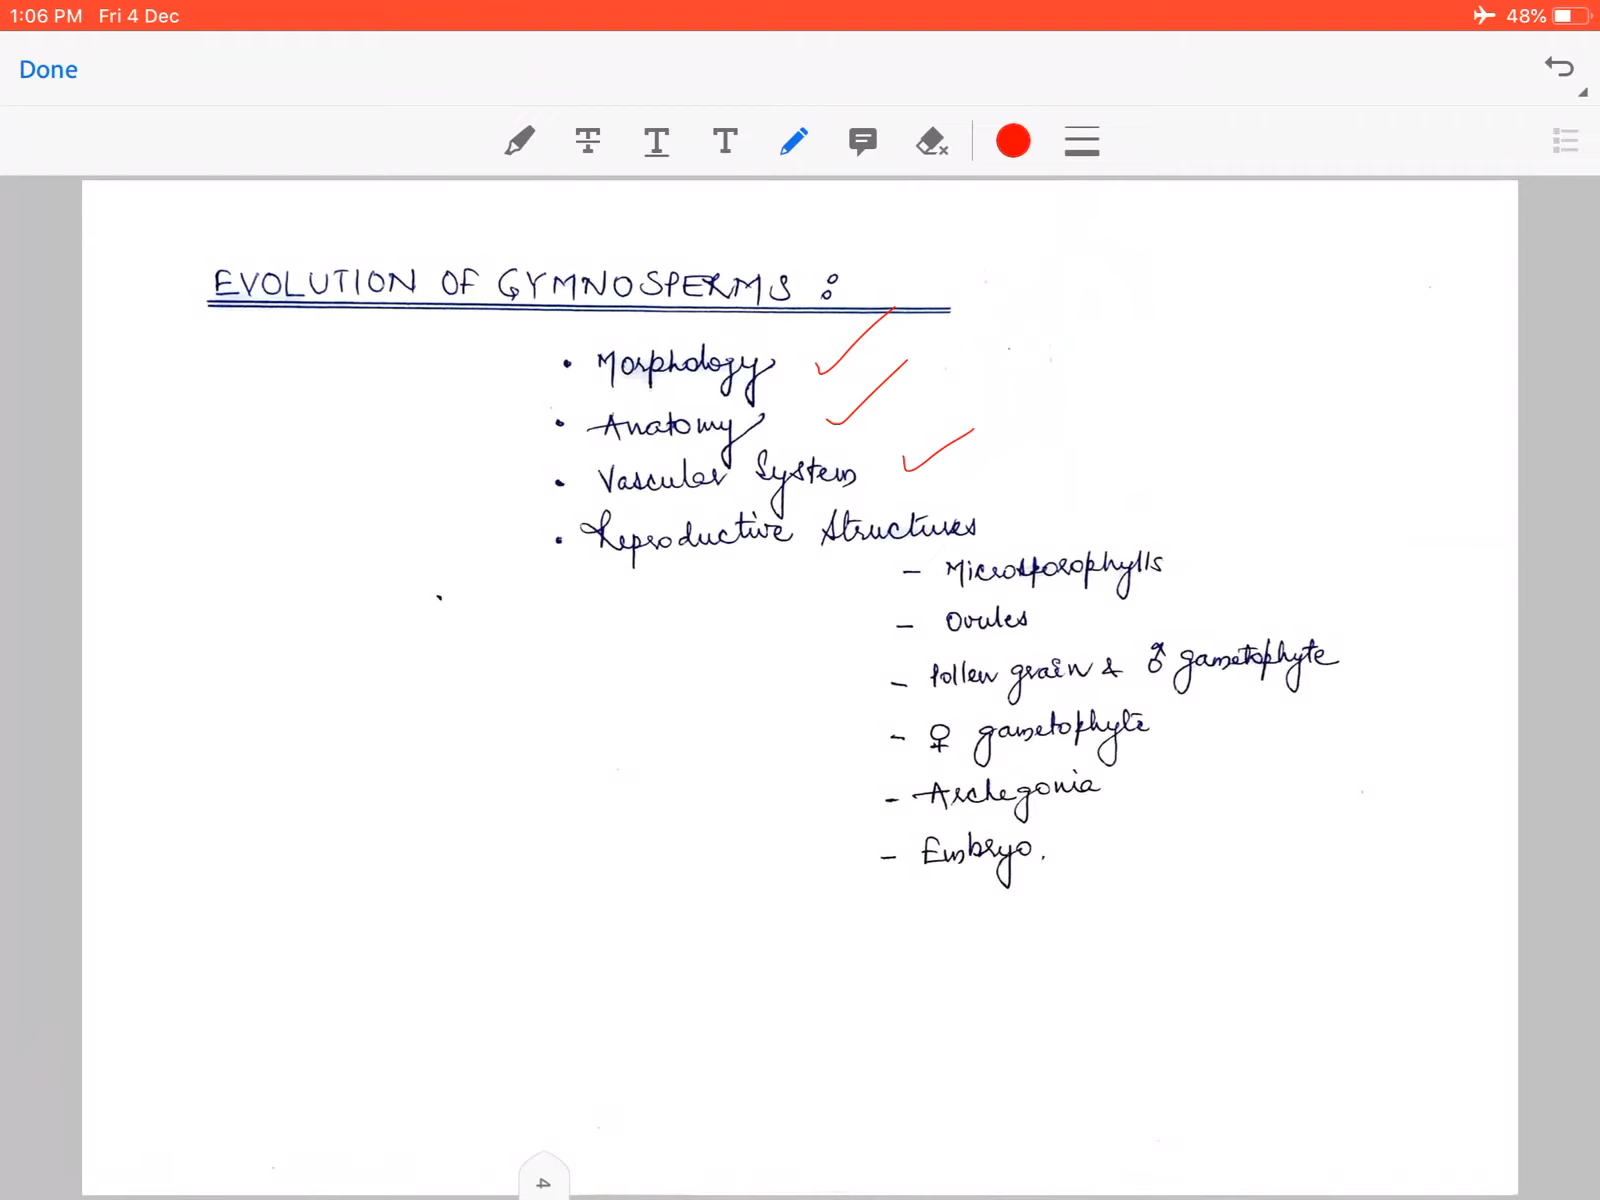 1:06 PM Fri 4 Dec 48%
Done
T T T
EVOLUTION OF GYMNOSPERMS :
• Morphology
• Anatomy
• Vascular System
• Reproductive Structures
- Microsporophylls
- Ovules
- Pollen grain & ♂ gametophyte
- ♀ gametophyte
- Archegonia
- Embryo.
4